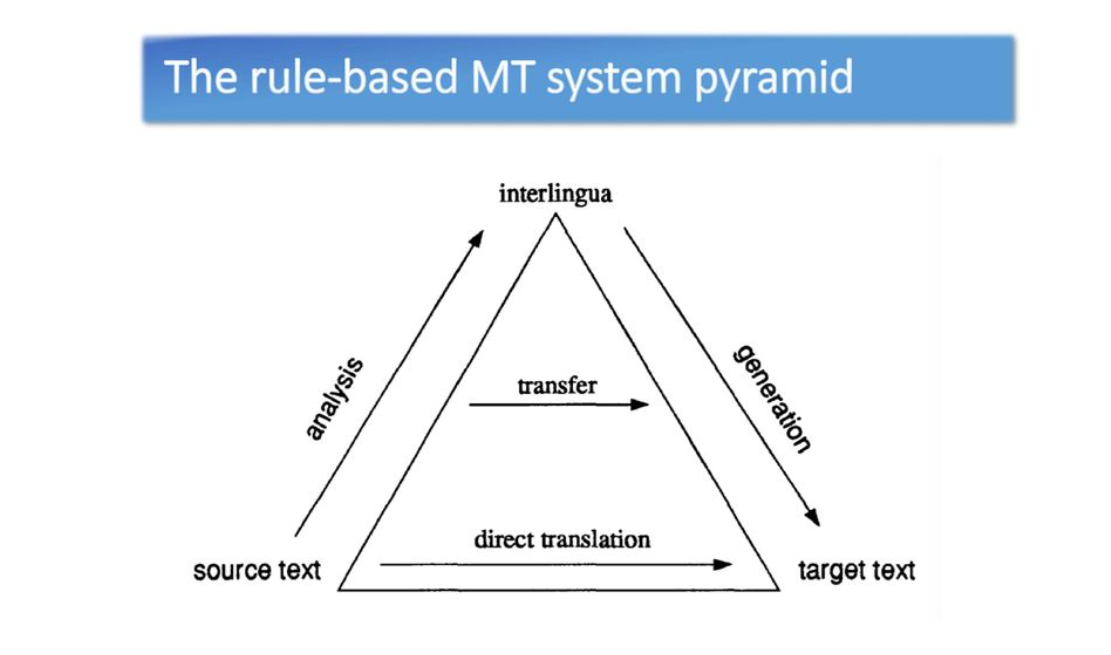 The rule-based MT system pyramid
interlingua
analysis
transfer
generation
direct translation
source text
target text